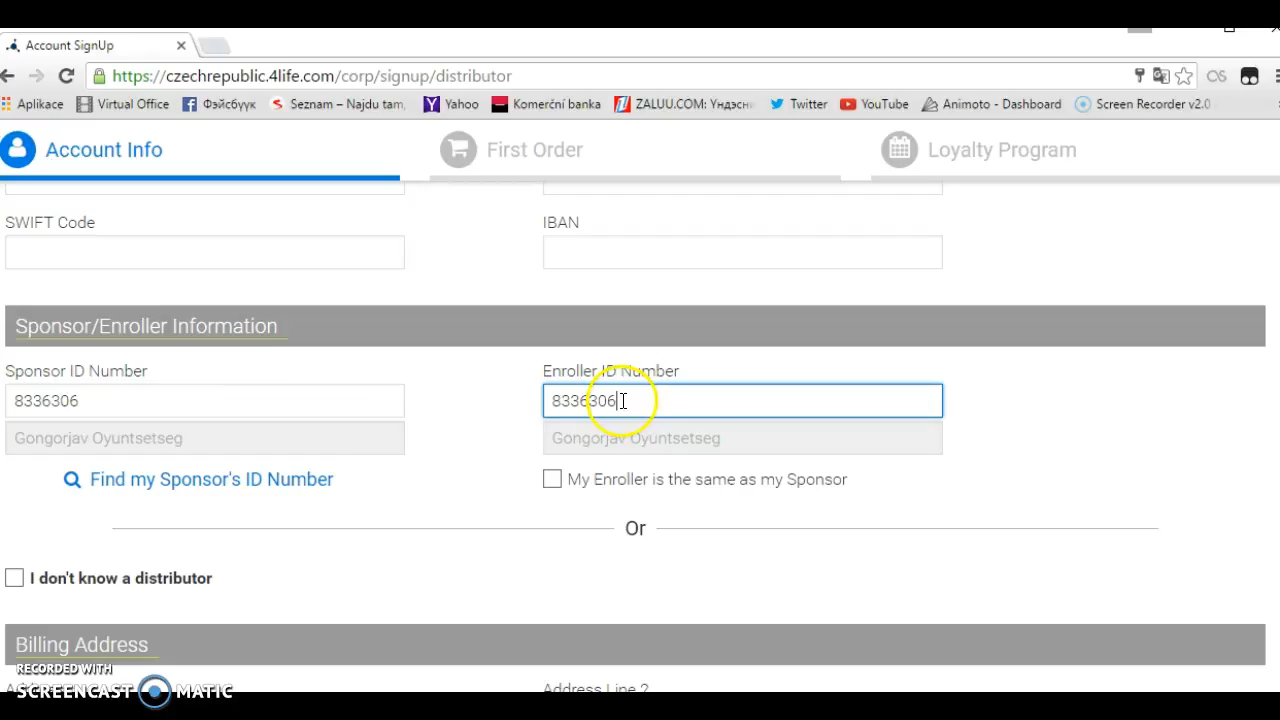 Account SignUp
https://czechrepublic.4life.com/corp/signup/distributor
Aplikace Virtual Office Фэйсбүүк Seznam – Najdu tam, Yahoo Komerční banka ZALUU.COM: Үндэсни Twitter YouTube Animoto - Dashboard Screen Recorder v2.0
Account Info First Order Loyalty Program
SWIFT Code IBAN
Sponsor/Enroller Information
Sponsor ID Number Enroller ID Number
8336306 8336306
Gongorjav Oyuntsetseg Gongorjav Oyuntsetseg
Find my Sponsor's ID Number My Enroller is the same as my Sponsor
Or
I don't know a distributor
Billing Address
Address Line 2
RECORDED WITH
SCREENCAST MATIC